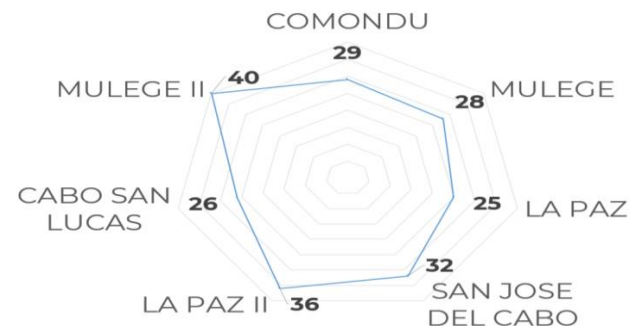 COMONDU
29
40
MULEGE II
28
MULEGE
CABO SAN
LUCAS
26
25
LA PAZ
32
SAN JOSE
DEL CABO
LA PAZ II
36